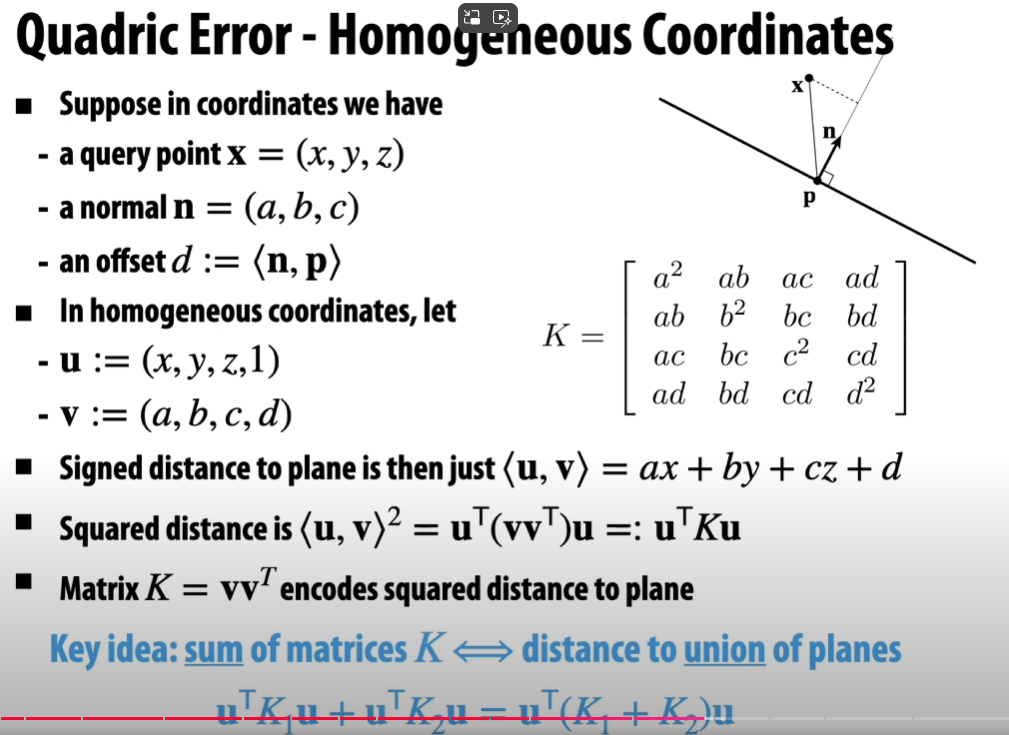 Quadric Error - Homogeneous Coordinates
■ Suppose in coordinates we have
- a query point x = (x, y, z)
- a normal n = (a, b, c)
- an offset d := ⟨n, p⟩
■ In homogeneous coordinates, let
- u := (x, y, z,1)
- v := (a, b, c, d)
x
n
p
K =
a² ab ac ad
ab b² bc bd
ac bc c² cd
ad bd cd d²
■ Signed distance to plane is then just ⟨u, v⟩ = ax + by + cz + d
■ Squared distance is ⟨u, v⟩² = uᵀ(vvᵀ)u =: uᵀKu
■ Matrix K = vvᵀ encodes squared distance to plane
Key idea: sum of matrices K ⟺ distance to union of planes
uᵀK₁u + uᵀK₂u = uᵀ(K₁ + K₂)u